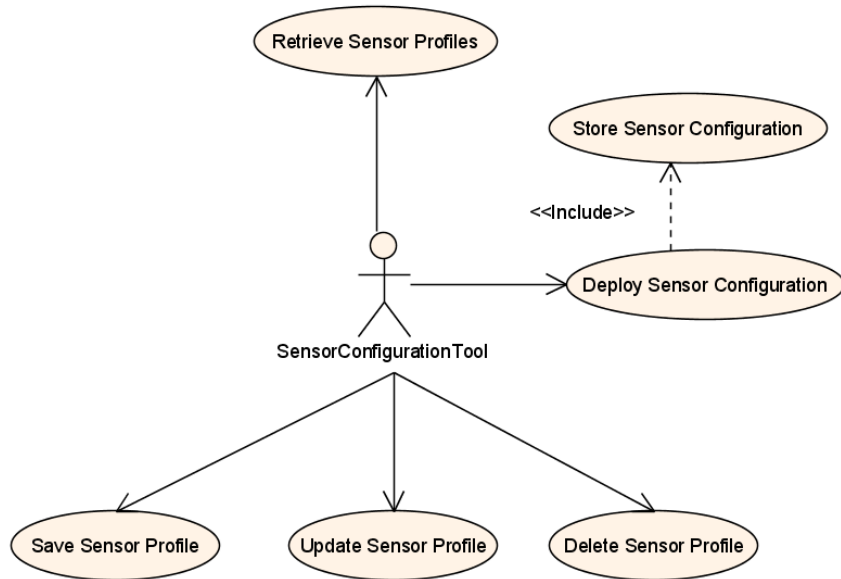 Retrieve Sensor Profiles
Store Sensor Configuration
<<Include>>
Deploy Sensor Configuration
SensorConfigurationTool
Save Sensor Profile
Update Sensor Profile
Delete Sensor Profile